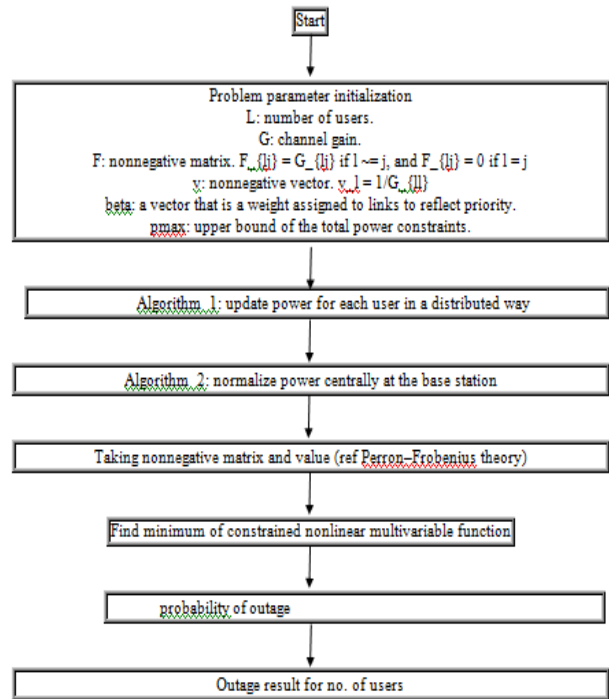 Start
Problem parameter initialization
L: number of users.
G: channel gain.
F: nonnegative matrix. F_{lj} = G_{lj} if l ~= j, and F_{lj} = 0 if l = j
v: nonnegative vector. v_l = 1/G_{ll}
beta: a vector that is a weight assigned to links to reflect priority.
pmax: upper bound of the total power constraints.
Algorithm_1: update power for each user in a distributed way
Algorithm_2: normalize power centrally at the base station
Taking nonnegative matrix and value (ref Perron–Frobenius theory)
Find minimum of constrained nonlinear multivariable function
probability of outage
Outage result for no. of users